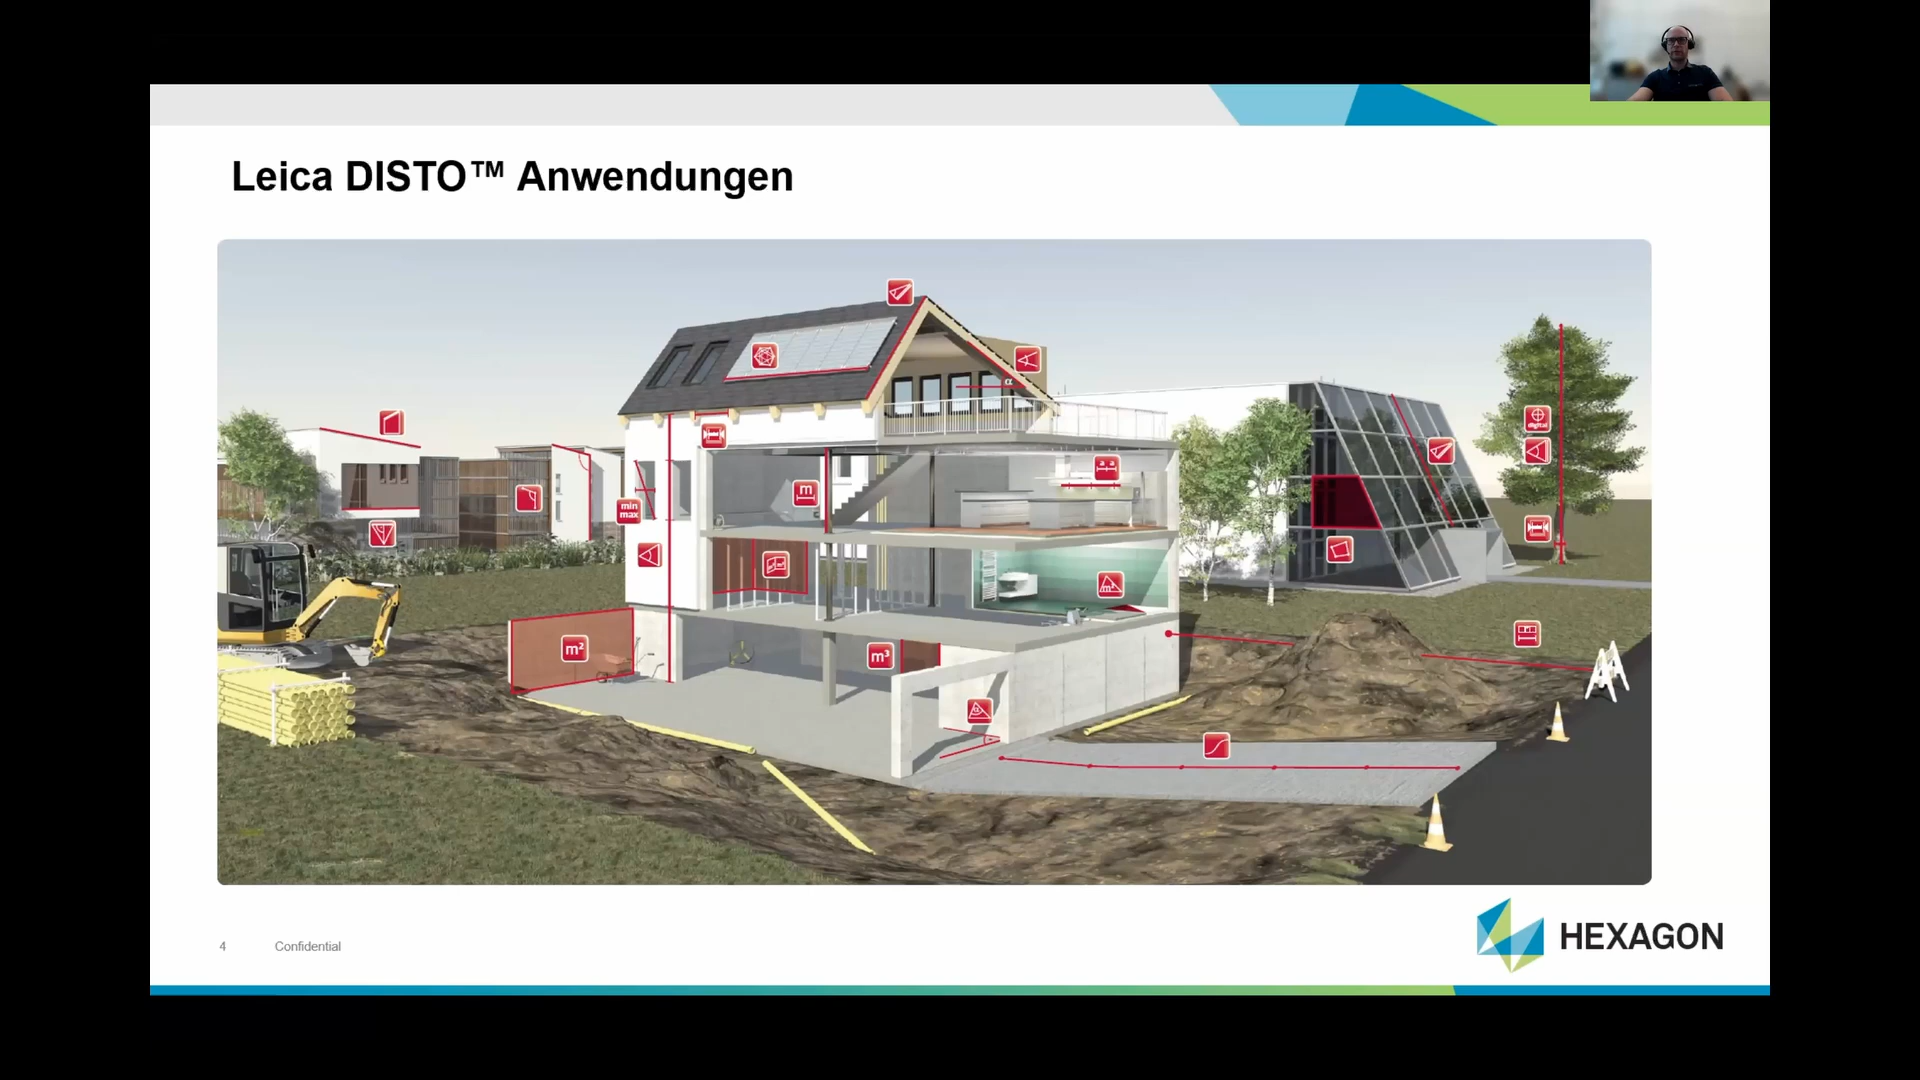 Leica DISTO™ Anwendungen
α
digital
a a
m
min
max
m²
m³
α
4 Confidential
HEXAGON